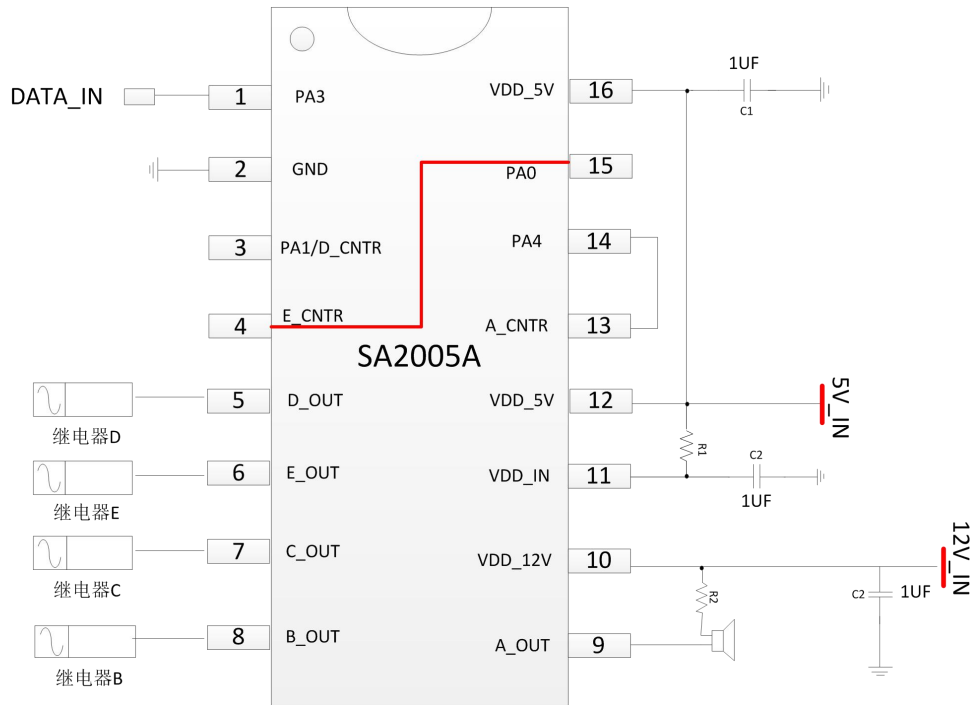 DATA_IN
1
PA3
VDD_5V
16
1UF
C1
2
GND
PA0
15
3
PA1/D_CNTR
PA4
14
4
E_CNTR
A_CNTR
13
SA2005A
继电器D
5
D_OUT
VDD_5V
12
5V_IN
R1
继电器E
6
E_OUT
VDD_IN
11
C2
1UF
继电器C
7
C_OUT
VDD_12V
10
12V_IN
R2
C2
1UF
继电器B
8
B_OUT
A_OUT
9